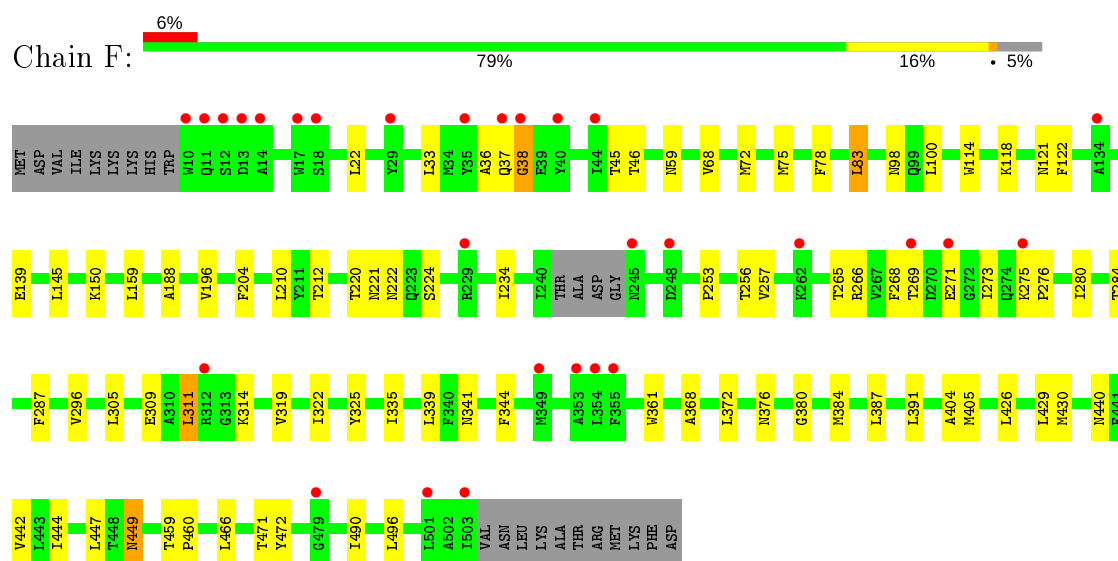 6%
Chain F:
79% 16% • 5%
MET ASP VAL ILE LYS LYS LYS HIS TRP W10 Q11 S12 D13 A14 W17 S18 L22 Y29 L33 M34 Y35 A36 Q37 G38 E39 Y40 I44 T45 T46 N59 V68 M72 M75 F78 L83 N98 Q99 L100 W114 K118 N121 F122 A134
E139 L145 K150 L159 A188 V196 F204 L210 Y211 T212 T220 N221 N222 Q223 S224 R229 I234 I240 THR ALA ASP GLY N245 D248 P253 T256 V257 K262 T265 R266 V267 F268 T269 D270 E271 G272 I273 Q274 K275 P276 I280 T284
F287 V296 L305 E309 A310 L311 R312 G313 K314 V319 I322 Y325 I335 L339 F340 N341 F344 M349 A353 L354 F355 W361 A368 L372 N376 G380 M384 L387 L391 A404 M405 L426 L429 M430 N440 E441
V442 L443 I444 L447 T448 N449 T459 P460 L466 T471 Y472 G479 I490 L496 L501 A502 I503 VAL ASN LEU LYS ALA THR ARG MET LYS PHE ASP